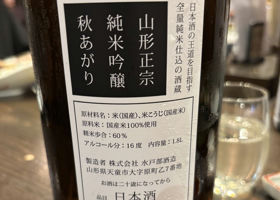 日本酒の王道を目指す
全量純米仕込の酒蔵
山形正宗
純米吟醸
秋あがり
原材料名：米(国産)、米こうじ(国産米)
原料米：国産米100%使用
精米歩合：60%
アルコール分：16度 内容量：1.8L
製造者 株式会社 水戸部酒造
山形県天童市大字原町乙7番地
お酒は二十歳になってから
品目 日本酒